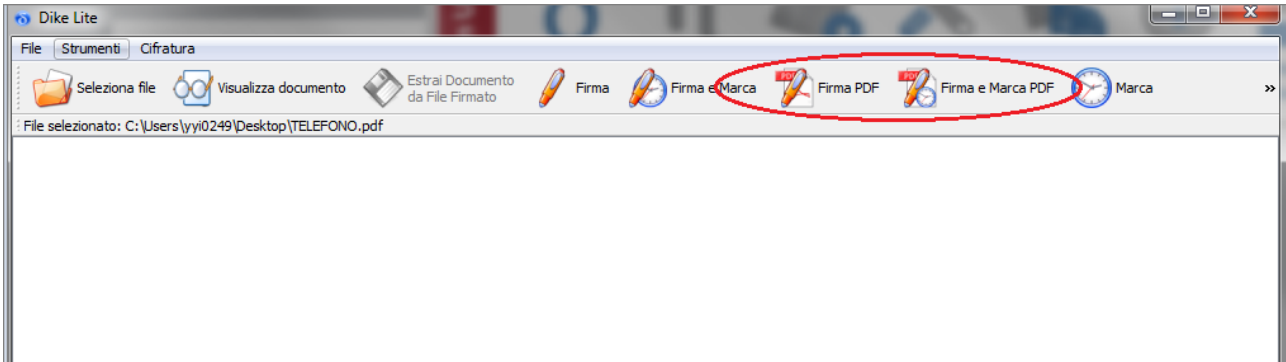 Dike Lite
File Strumenti Cifratura
Seleziona file Visualizza documento Estrai Documento da File Firmato Firma Firma e Marca PDF Firma PDF PDF Firma e Marca PDF Marca »
File selezionato: C:\Users\yyi0249\Desktop\TELEFONO.pdf